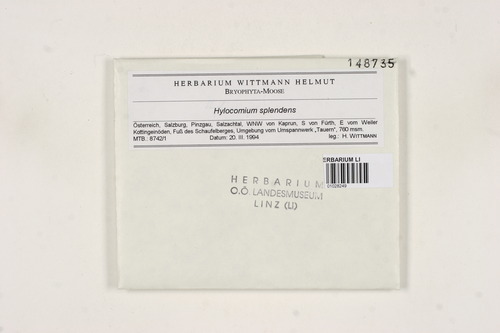 148735
HERBARIUM WITTMANN HELMUT
BRYOPHYTA-MOOSE
Hylocomium splendens
Österreich, Salzburg, Pinzgau, Salzachtal, WNW von Kaprun, S von Fürth, E vom Weiler
Kottingeinöden, Fuß des Schaufelberges, Umgebung vom Umspannwerk „Tauern”, 780 msm.
MTB.: 8742/1 Datum: 20. III. 1994 leg.: H. WITTMANN
ERBARIUM LI
HERBARIUM
O.Ö. LANDESMUSEUM
LINZ (LI)